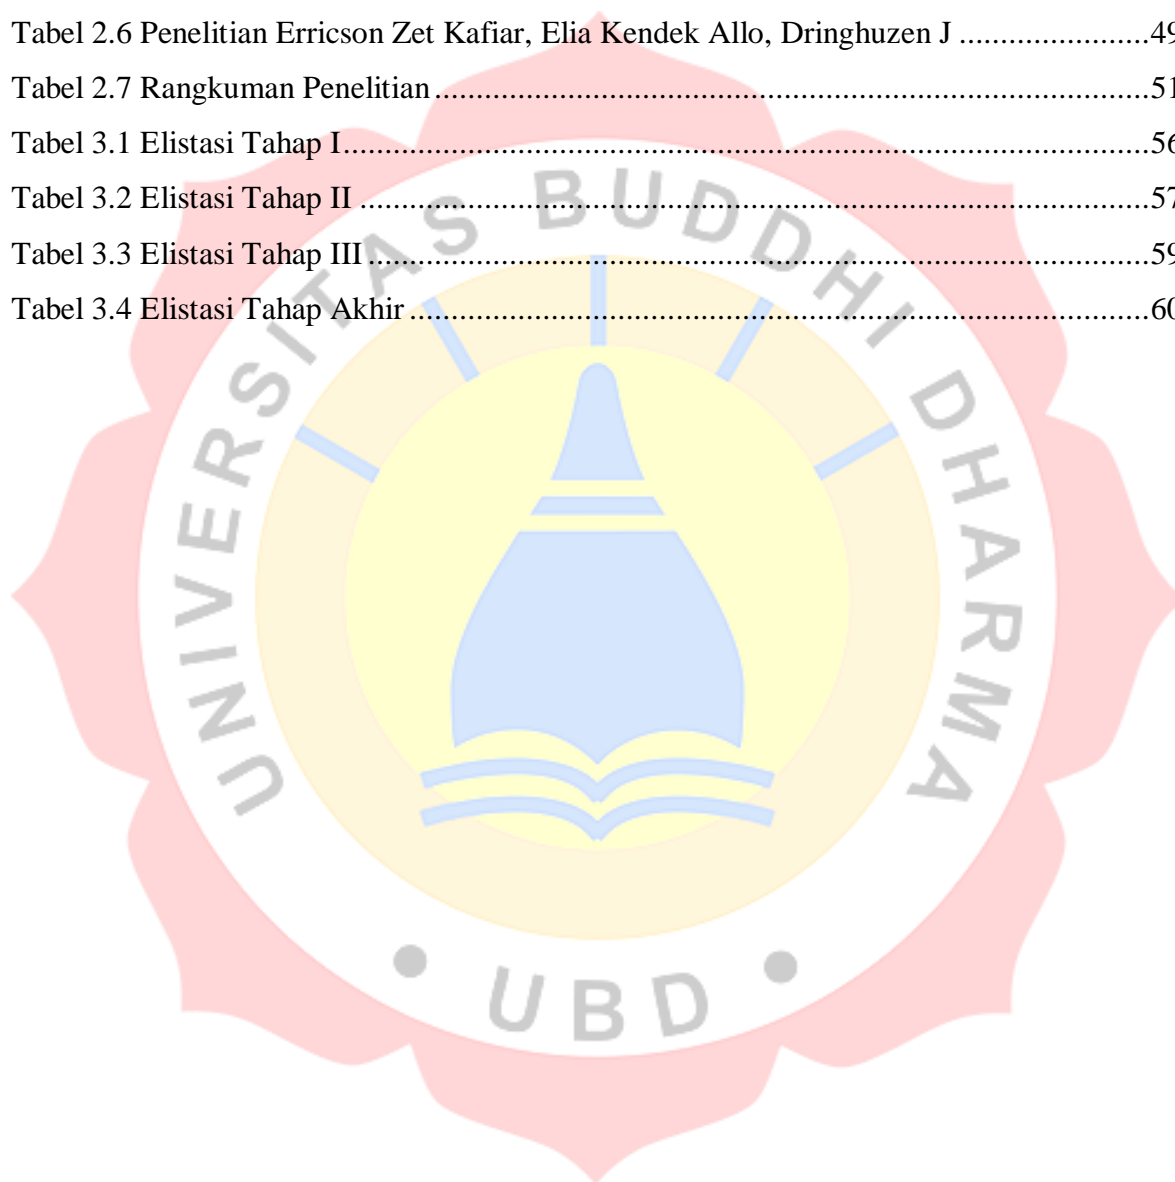 Tabel 2.6 Penelitian Erricson Zet Kafiar, Elia Kendek Allo, Dringhuzen J .......................49
Tabel 2.7 Rangkuman Penelitian.......................................................................................51
Tabel 3.1 Elistasi Tahap I..................................................................................................56
Tabel 3.2 Elistasi Tahap II ................................................................................................57
Tabel 3.3 Elistasi Tahap III ...............................................................................................59
Tabel 3.4 Elistasi Tahap Akhir ..........................................................................................60
UNIVERSITAS BUDDHI DHARMA
• UBD •